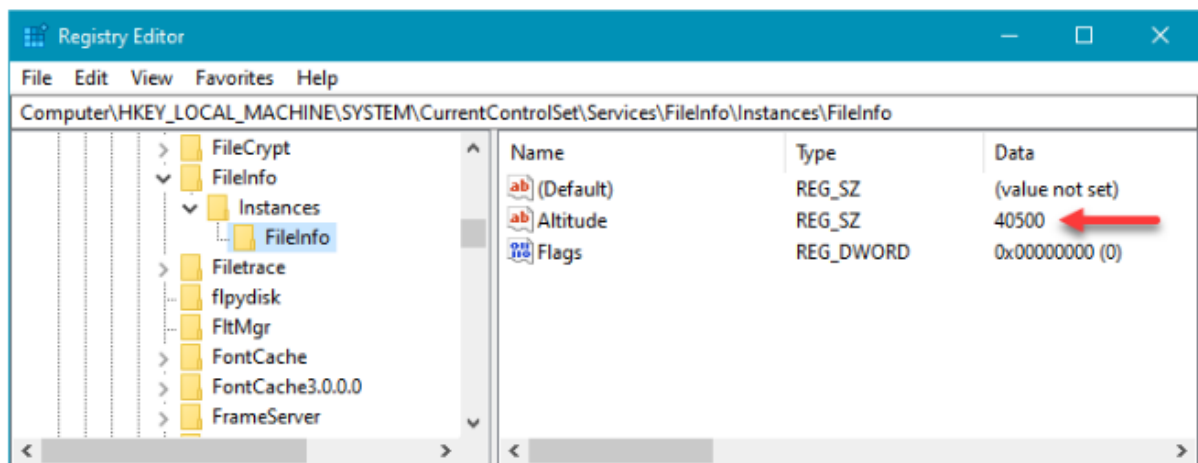 Registry Editor
File Edit View Favorites Help
Computer\HKEY_LOCAL_MACHINE\SYSTEM\CurrentControlSet\Services\FileInfo\Instances\FileInfo
FileCrypt
FileInfo
Instances
FileInfo
Filetrace
flpydisk
FltMgr
FontCache
FontCache3.0.0.0
FrameServer
Name Type Data
(Default) REG_SZ (value not set)
Altitude REG_SZ 40500
Flags REG_DWORD 0x00000000 (0)